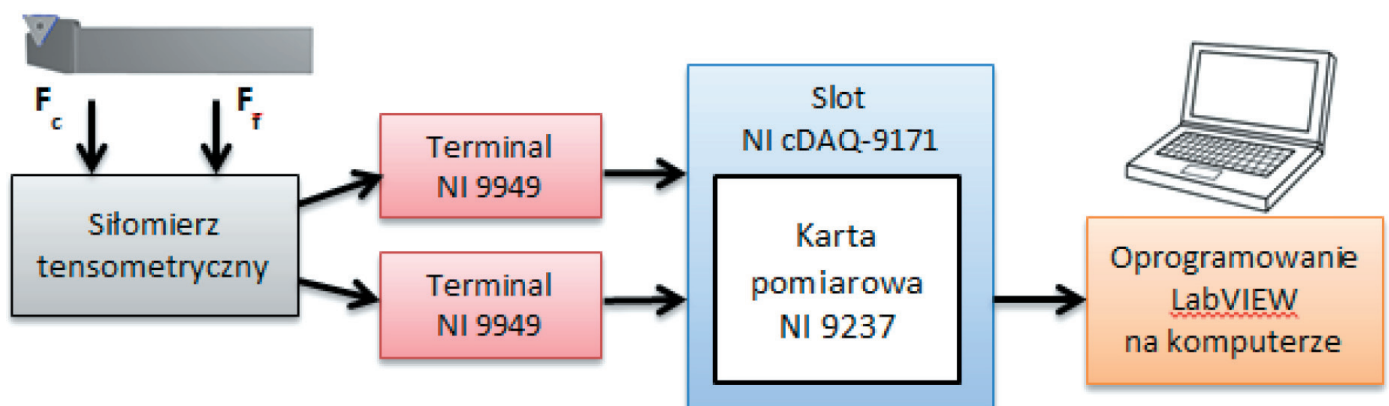 F
c
F
f
Siłomierz
tensometryczny
Terminal
NI 9949
Terminal
NI 9949
Slot
NI cDAQ-9171
Karta
pomiarowa
NI 9237
Oprogramowanie
LabVIEW
na komputerze